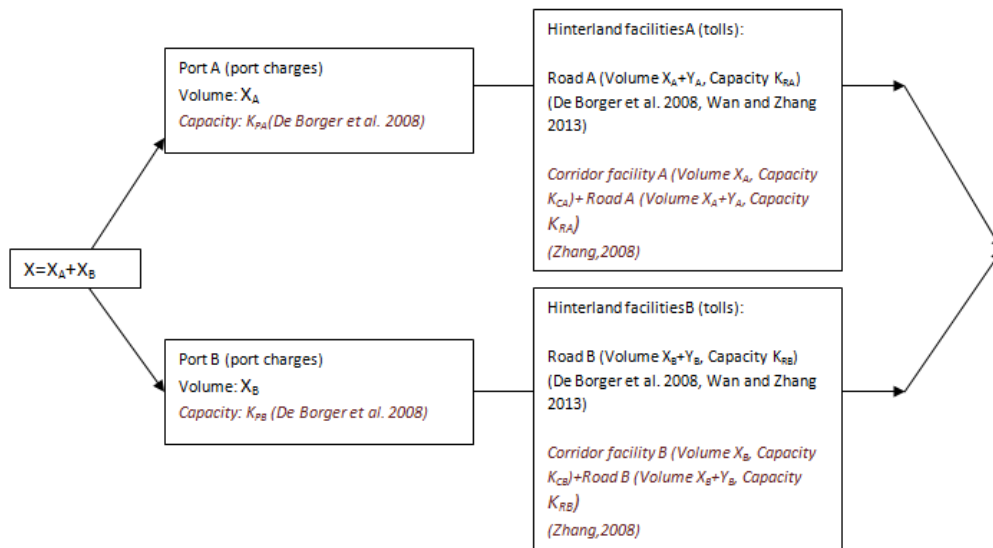 X=X_A+X_B
Port A (port charges)
Volume: X_A
Capacity: K_PA(De Borger et al. 2008)
Hinterland facilitiesA (tolls):
Road A (Volume X_A+Y_A, Capacity K_RA)
(De Borger et al. 2008, Wan and Zhang
2013)
Corridor facility A (Volume X_A, Capacity
K_CA)+ Road A (Volume X_A+Y_A, Capacity
K_RA)
(Zhang,2008)
Port B (port charges)
Volume: X_B
Capacity: K_PB (De Borger et al. 2008)
Hinterland facilitiesB (tolls):
Road B (Volume X_B+Y_B, Capacity K_RB)
(De Borger et al. 2008, Wan and Zhang
2013)
Corridor facility B (Volume X_B, Capacity
K_CB)+Road B (Volume X_B+Y_B, Capacity
K_RB)
(Zhang,2008)